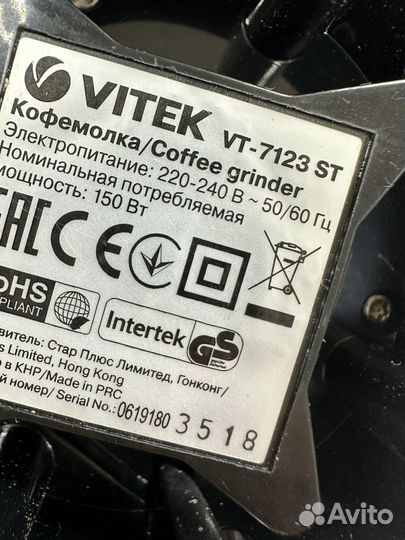 VITEK VT-7123 ST
Кофемолка/Coffee grinder
Электропитание: 220-240 В ~ 50/60 Гц
Номинальная потребляемая
мощность: 150 Вт
EAC CE
RoHS
COMPLIANT
Intertek GS
Стар Плюс Лимитед, Гонконг/
Limited, Hong Kong
в КНР/Made in PRC
номер/ Serial No.: 0619180 3518
Avito